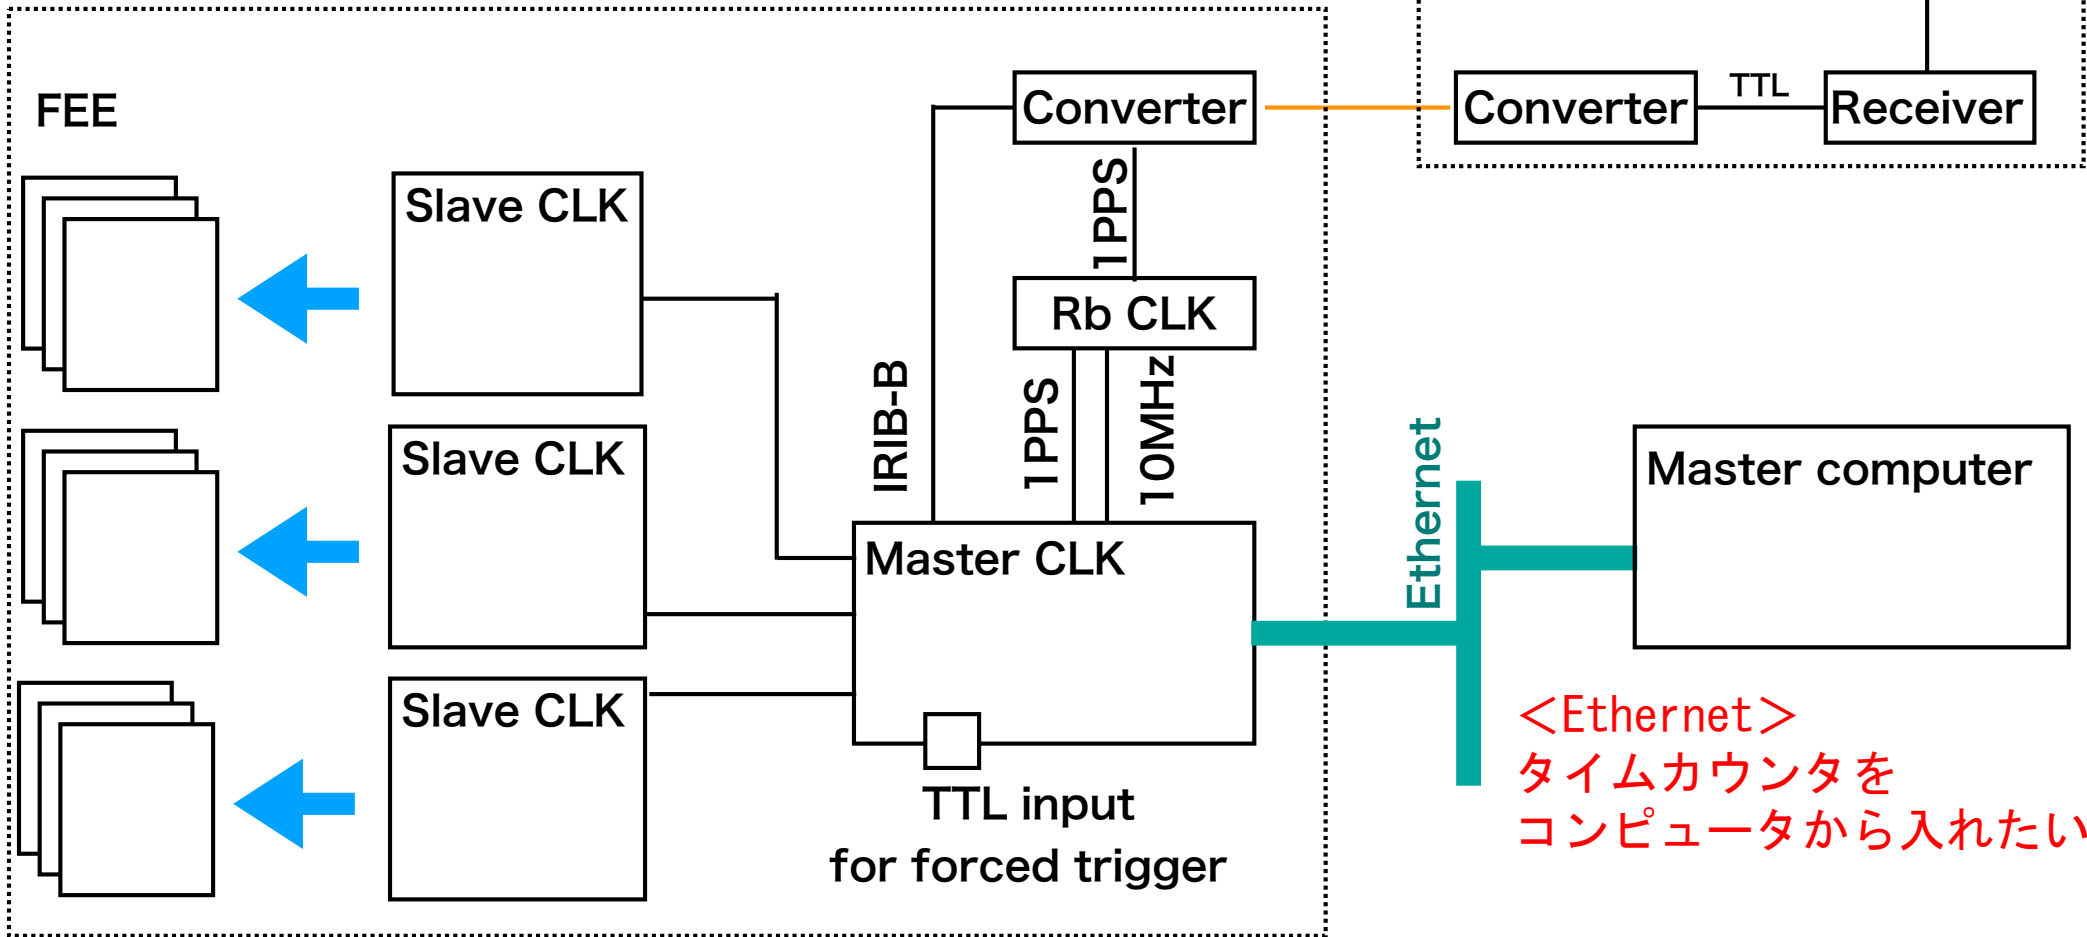 FEE
Converter
Converter
TTL
Receiver
Slave CLK
1PPS
Rb CLK
IRIB-B
1PPS
10MHz
Slave CLK
Master CLK
Ethernet
Master computer
Slave CLK
TTL input
for forced trigger
＜Ethernet＞
タイムカウンタを
コンピュータから入れたい